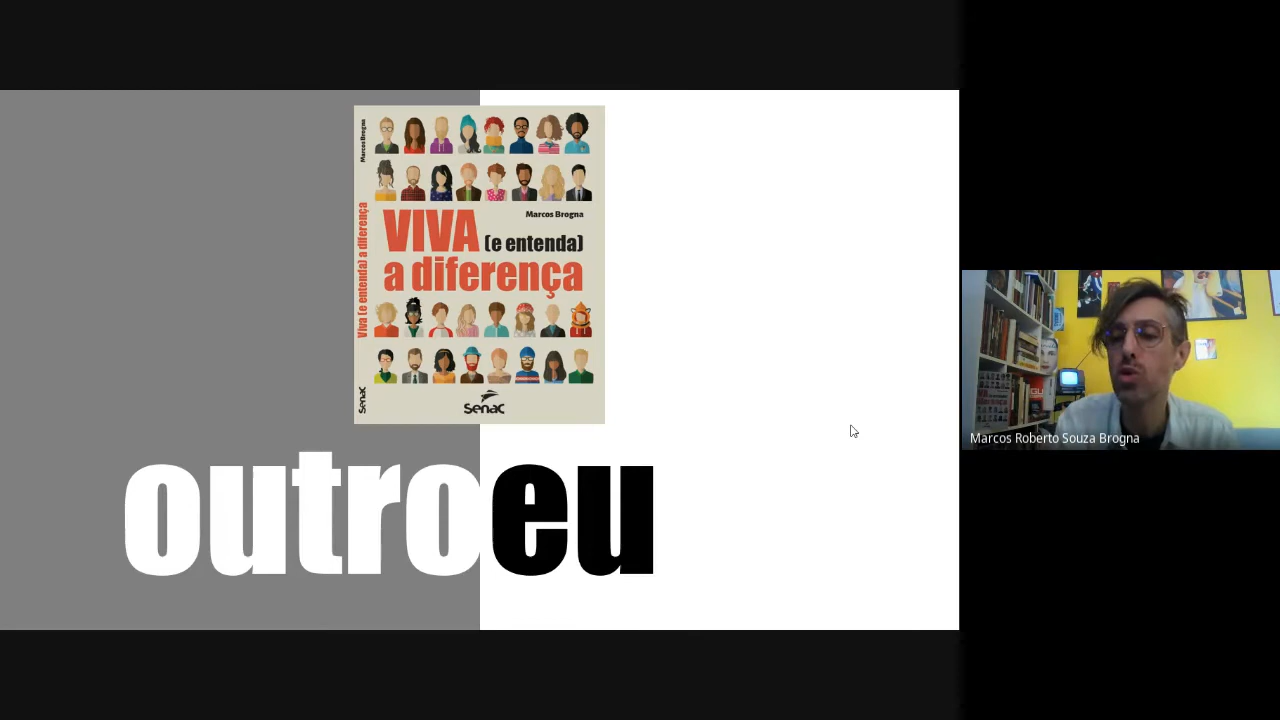 Marcos Brogna
Viva (e entenda) a diferença
senac
Marcos Brogna
VIVA (e entenda)
a diferença
senac
outroeu
Marcos Roberto Souza Brogna